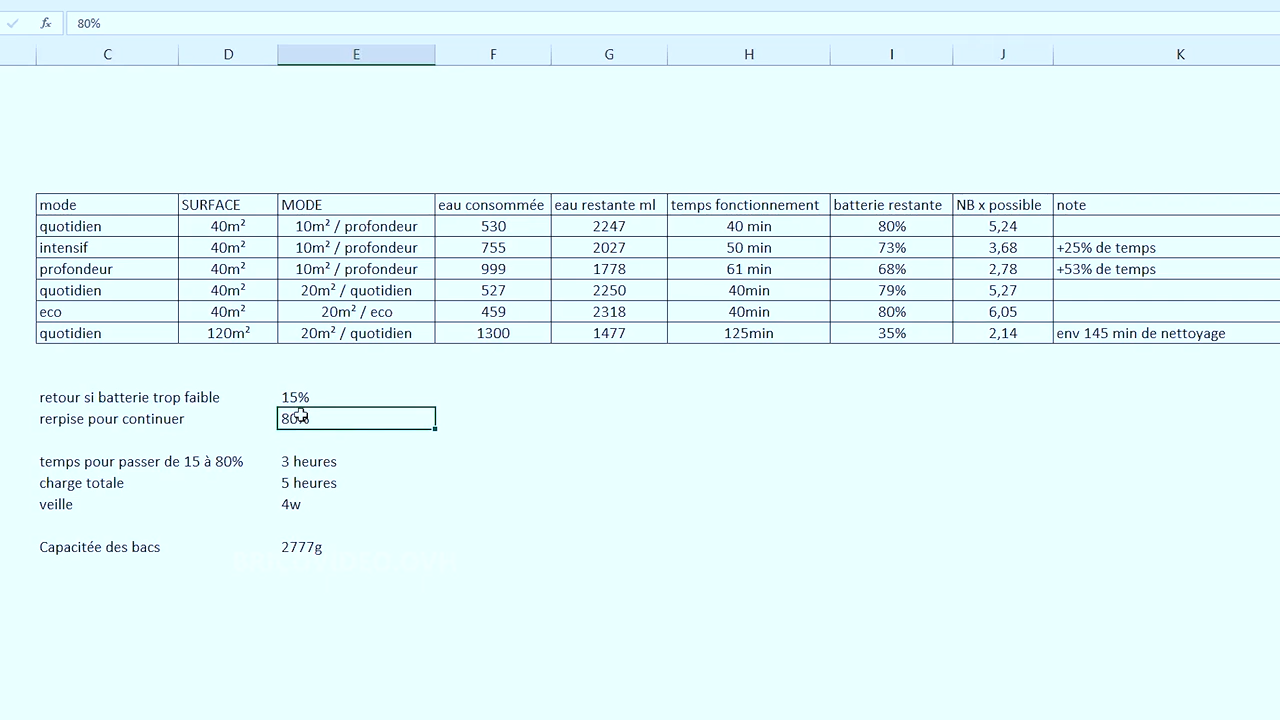 fx 80%
C D E F G H I J K
mode SURFACE MODE eau consommée eau restante ml temps fonctionnement batterie restante NB x possible note
quotidien 40m² 10m² / profondeur 530 2247 40 min 80% 5,24
intensif 40m² 10m² / profondeur 755 2027 50 min 73% 3,68 +25% de temps
profondeur 40m² 10m² / profondeur 999 1778 61 min 68% 2,78 +53% de temps
quotidien 40m² 20m² / quotidien 527 2250 40min 79% 5,27
eco 40m² 20m² / eco 459 2318 40min 80% 6,05
quotidien 120m² 20m² / quotidien 1300 1477 125min 35% 2,14 env 145 min de nettoyage
retour si batterie trop faible 15%
rerpise pour continuer 80%
temps pour passer de 15 à 80% 3 heures
charge totale 5 heures
veille 4w
Capacitée des bacs 2777g